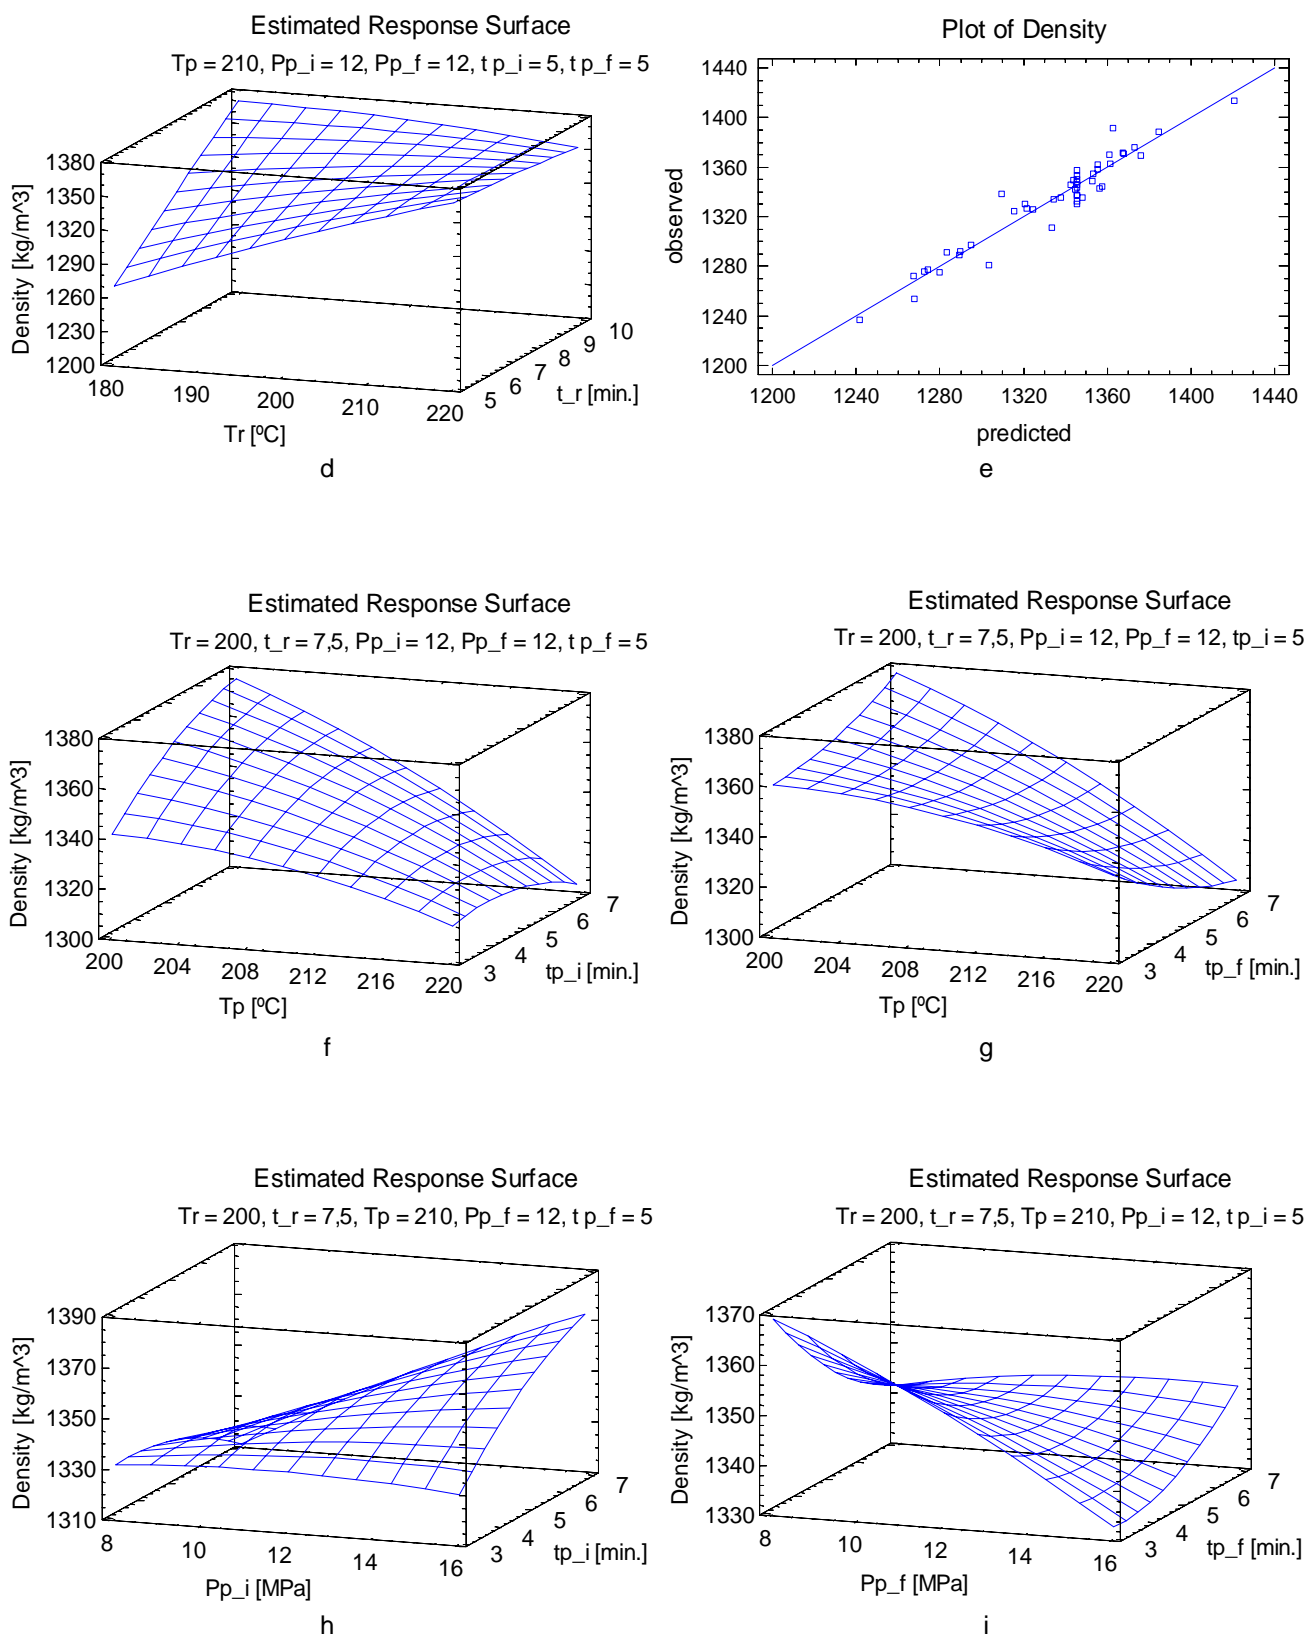 Estimated Response Surface
Tp = 210, Pp_i = 12, Pp_f = 12, t p_i = 5, t p_f = 5
1380
1350
1320
1290
1260
1230
1200
Density [kg/m^3]
180
190
200
210
220
Tr [ºC]
5
6
7
8
9
10
t_r [min.]
d
Plot of Density
1440
1400
1360
1320
1280
1240
1200
observed
1200
1240
1280
1320
1360
1400
1440
predicted
e
Estimated Response Surface
Tr = 200, t_r = 7,5, Pp_i = 12, Pp_f = 12, t p_f = 5
1380
1360
1340
1320
1300
Density [kg/m^3]
200
204
208
212
216
220
Tp [ºC]
3
4
5
6
7
tp_i [min.]
f
Estimated Response Surface
Tr = 200, t_r = 7,5, Pp_i = 12, Pp_f = 12, tp_i = 5
1380
1360
1340
1320
1300
Density [kg/m^3]
200
204
208
212
216
220
Tp [ºC]
3
4
5
6
7
tp_f [min.]
g
Estimated Response Surface
Tr = 200, t_r = 7,5, Tp = 210, Pp_f = 12, t p_f = 5
1390
1370
1350
1330
1310
Density [kg/m^3]
8
10
12
14
16
Pp_i [MPa]
3
4
5
6
7
tp_i [min.]
h
Estimated Response Surface
Tr = 200, t_r = 7,5, Tp = 210, Pp_i = 12, t p_i = 5
1370
1360
1350
1340
1330
Density [kg/m^3]
8
10
12
14
16
Pp_f [MPa]
3
4
5
6
7
tp_f [min.]
i